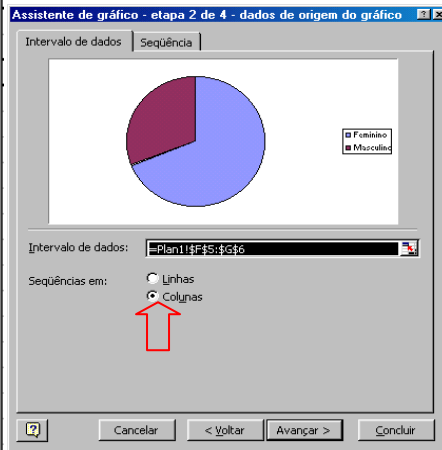 Assistente de gráfico - etapa 2 de 4 - dados de origem do gráfico
Intervalo de dados
Seqüência
Feminino
Masculino
Intervalo de dados:
=Plan1!$F$5:$G$6
Seqüências em:
Linhas
Colunas
Cancelar
< Voltar
Avançar >
Concluir